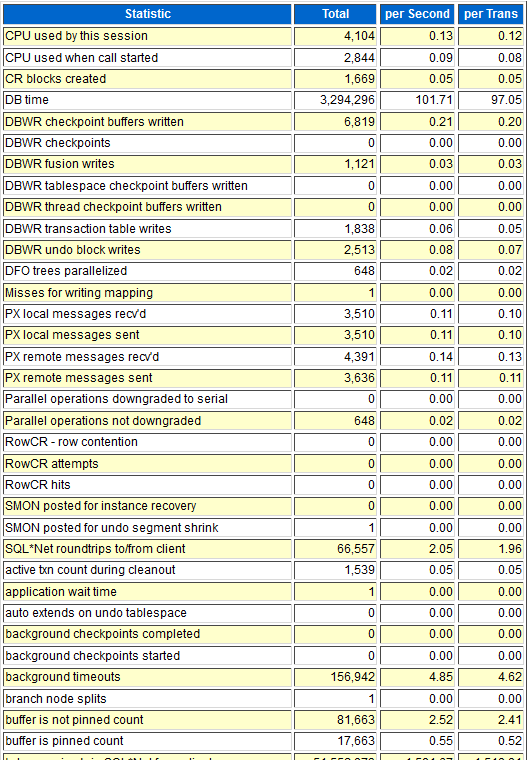 Statistic Total per Second per Trans
CPU used by this session 4,104 0.13 0.12
CPU used when call started 2,844 0.09 0.08
CR blocks created 1,669 0.05 0.05
DB time 3,294,296 101.71 97.05
DBWR checkpoint buffers written 6,819 0.21 0.20
DBWR checkpoints 0 0.00 0.00
DBWR fusion writes 1,121 0.03 0.03
DBWR tablespace checkpoint buffers written 0 0.00 0.00
DBWR thread checkpoint buffers written 0 0.00 0.00
DBWR transaction table writes 1,838 0.06 0.05
DBWR undo block writes 2,513 0.08 0.07
DFO trees parallelized 648 0.02 0.02
Misses for writing mapping 1 0.00 0.00
PX local messages recv'd 3,510 0.11 0.10
PX local messages sent 3,510 0.11 0.10
PX remote messages recv'd 4,391 0.14 0.13
PX remote messages sent 3,636 0.11 0.11
Parallel operations downgraded to serial 0 0.00 0.00
Parallel operations not downgraded 648 0.02 0.02
RowCR - row contention 0 0.00 0.00
RowCR attempts 0 0.00 0.00
RowCR hits 0 0.00 0.00
SMON posted for instance recovery 0 0.00 0.00
SMON posted for undo segment shrink 1 0.00 0.00
SQL*Net roundtrips to/from client 66,557 2.05 1.96
active txn count during cleanout 1,539 0.05 0.05
application wait time 1 0.00 0.00
auto extends on undo tablespace 0 0.00 0.00
background checkpoints completed 0 0.00 0.00
background checkpoints started 0 0.00 0.00
background timeouts 156,942 4.85 4.62
branch node splits 1 0.00 0.00
buffer is not pinned count 81,663 2.52 2.41
buffer is pinned count 17,663 0.55 0.52